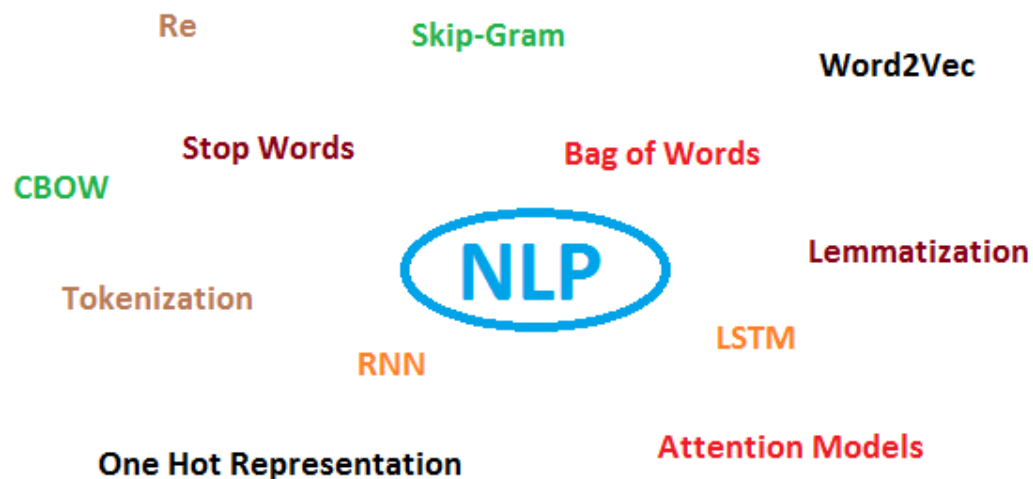 Re
Skip-Gram
Word2Vec
Stop Words
Bag of Words
CBOW
NLP
Lemmatization
Tokenization
LSTM
RNN
Attention Models
One Hot Representation